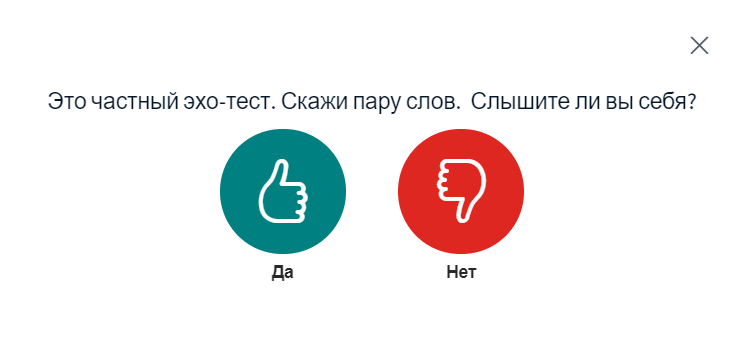 Это частный эхо-тест. Скажи пару слов.  Слышите ли вы себя?
Да
Нет